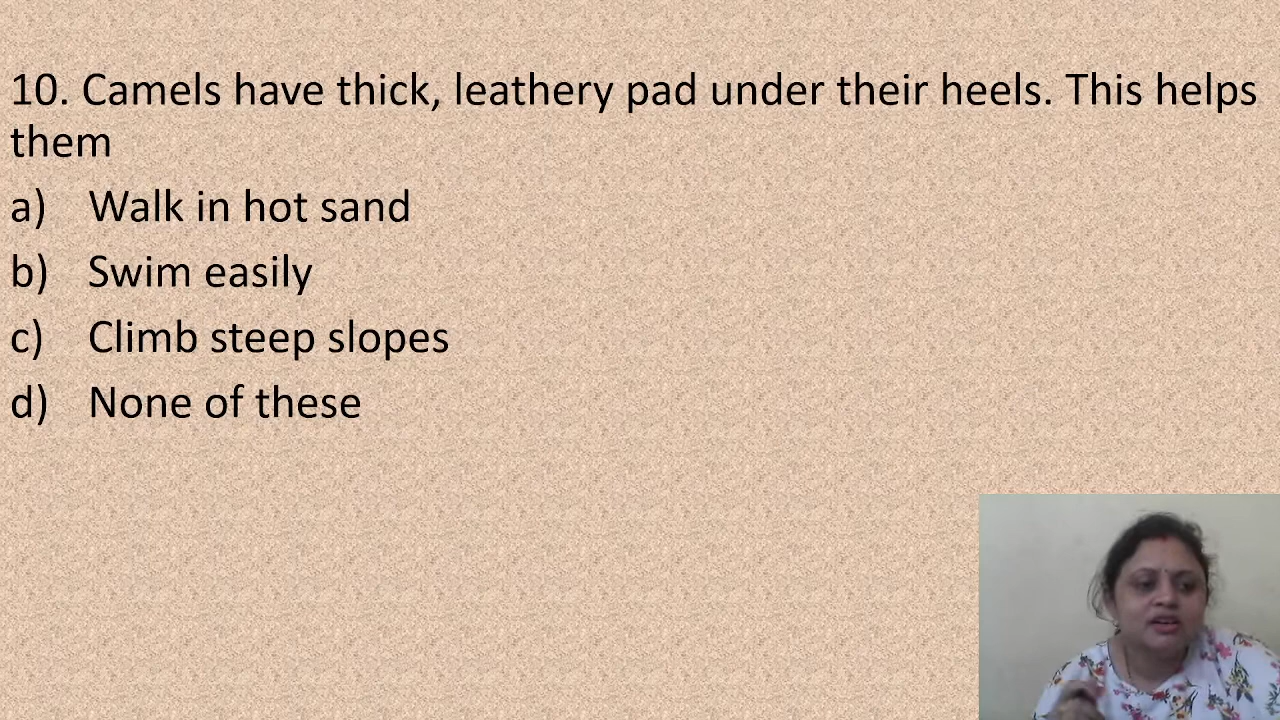 10. Camels have thick, leathery pad under their heels. This helps
them
a) Walk in hot sand
b) Swim easily
c) Climb steep slopes
d) None of these